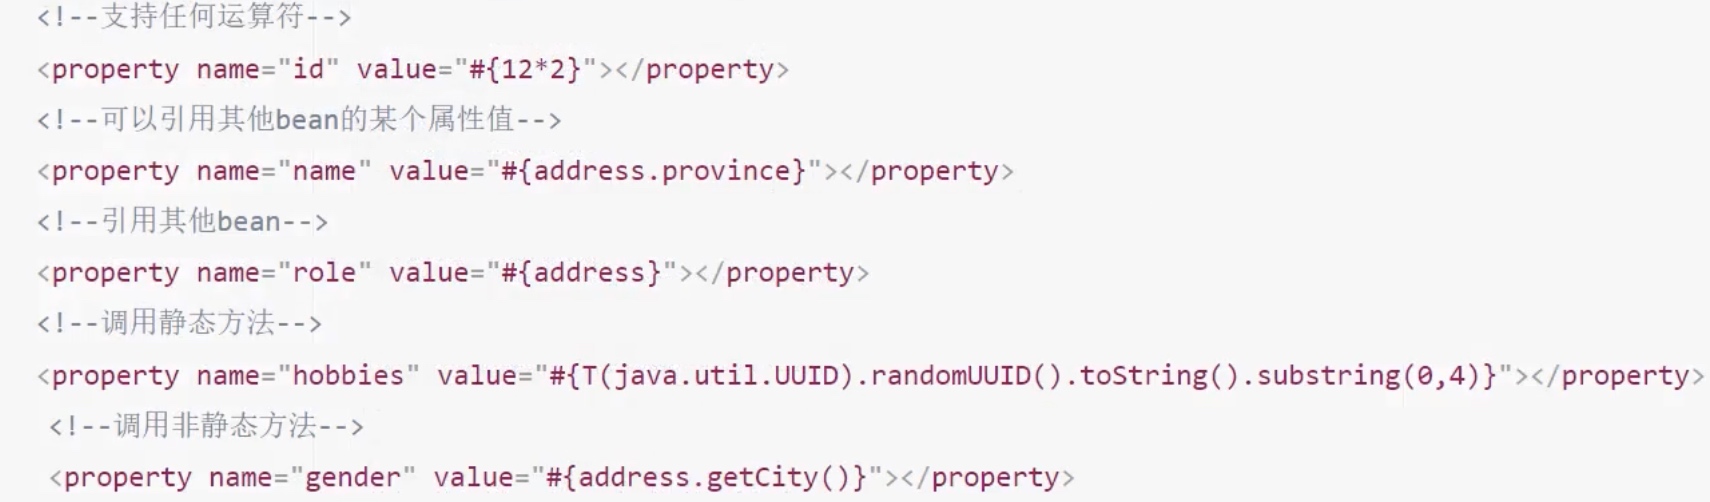 <!--支持任何运算符-->
<property name="id" value="#{12*2}"></property>
<!--可以引用其他bean的某个属性值-->
<property name="name" value="#{address.province}"></property>
<!--引用其他bean-->
<property name="role" value="#{address}"></property>
<!--调用静态方法-->
<property name="hobbies" value="#{T(java.util.UUID).randomUUID().toString().substring(0,4)}"></property>
<!--调用非静态方法-->
<property name="gender" value="#{address.getCity()}"></property>